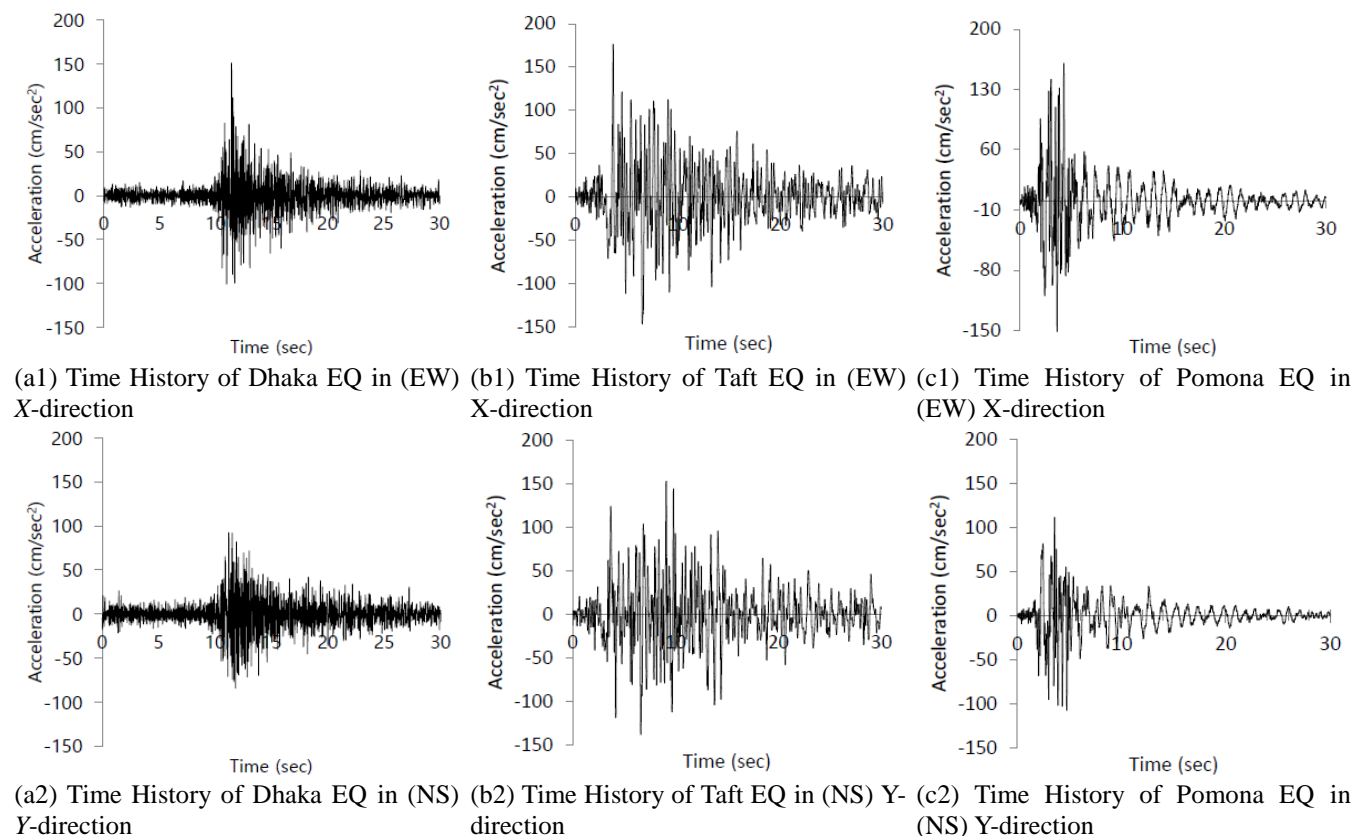 200
150
100
50
0
-50
-100
-150
0 5 10 15 20 25 30
Acceleration (cm/sec²)
Time (sec)
200
150
100
50
0
-50
-100
-150
0 10 20 30
Acceleration (cm/sec²)
Time (sec)
200
130
60
-10
-80
-150
0 10 20 30
Acceleration (cm/sec²)
Time (sec)
(a1) Time History of Dhaka EQ in (EW)
X-direction
(b1) Time History of Taft EQ in (EW)
X-direction
(c1) Time History of Pomona EQ in
(EW) X-direction
200
150
100
50
0
-50
-100
-150
0 5 10 15 20 25 30
Acceleration (cm/sec²)
Time (sec)
200
150
100
50
0
-50
-100
-150
0 10 20 30
Acceleration (cm/sec²)
Time (sec)
200
150
100
50
0
-50
-100
-150
0 10 20 30
Acceleration (cm/sec²)
Time (sec)
(a2) Time History of Dhaka EQ in (NS)
Y-direction
(b2) Time History of Taft EQ in (NS) Y-
direction
(c2) Time History of Pomona EQ in
(NS) Y-direction